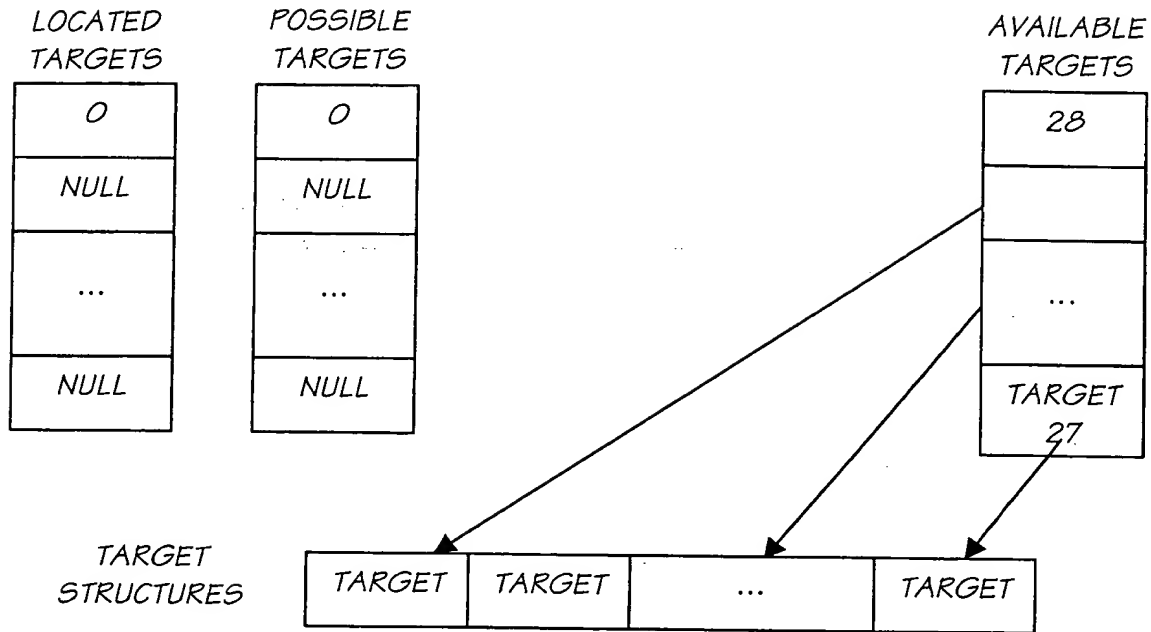 LOCATED
TARGETS
0
NULL
...
NULL
POSSIBLE
TARGETS
0
NULL
...
NULL
AVAILABLE
TARGETS
28
...
TARGET
27
TARGET
STRUCTURES
TARGET
TARGET
...
TARGET